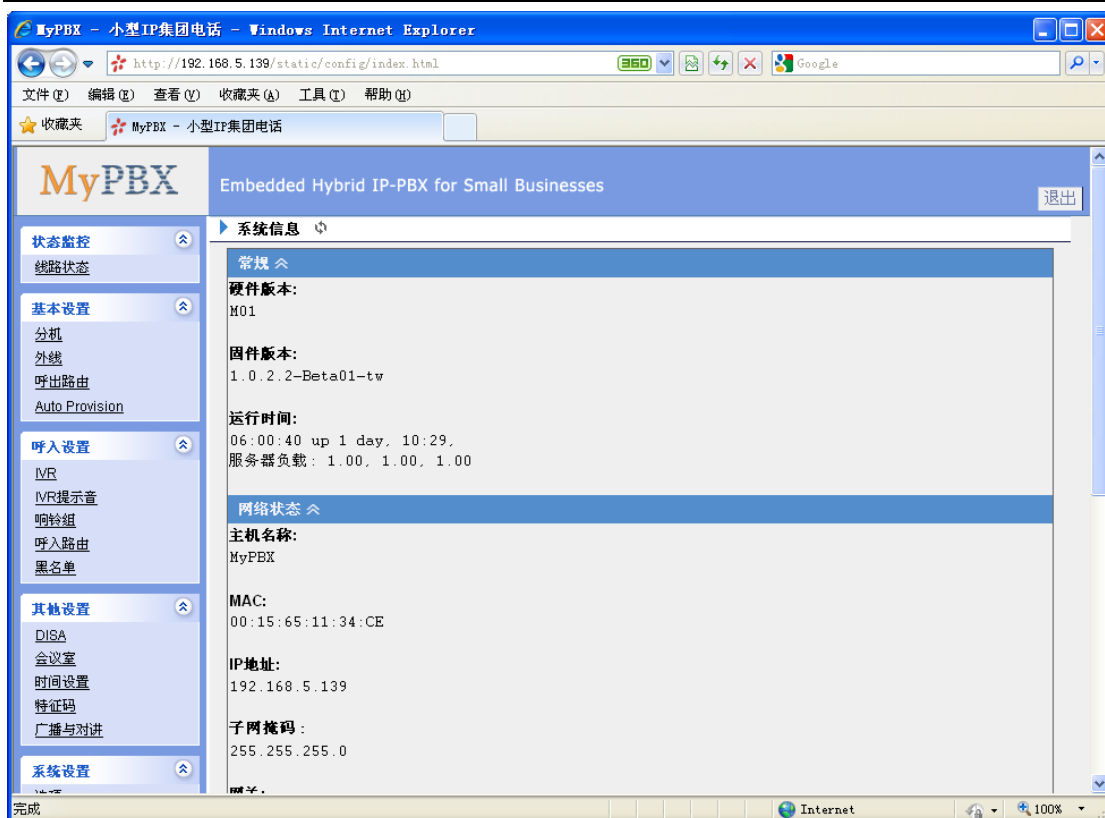 MyPBX - 小型IP集团电话 - Windows Internet Explorer
http://192.168.5.139/static/config/index.html
360
Google
文件(F) 编辑(E) 查看(V) 收藏夹(A) 工具(T) 帮助(H)
收藏夹
MyPBX - 小型IP集团电话
MyPBX
Embedded Hybrid IP-PBX for Small Businesses
退出
状态监控
线路状态
基本设置
分机
外线
呼出路由
Auto Provision
呼入设置
IVR
IVR提示音
响铃组
呼入路由
黑名单
其他设置
DISA
会议室
时间设置
特征码
广播与对讲
系统设置
系统信息
常规
硬件版本:
M01
固件版本:
1.0.2.2-Beta01-tw
运行时间:
06:00:40 up 1 day, 10:29,
服务器负载: 1.00, 1.00, 1.00
网络状态
主机名称:
MyPBX
MAC:
00:15:65:11:34:CE
IP地址:
192.168.5.139
子网掩码 :
255.255.255.0
网关:
完成
Internet
100%